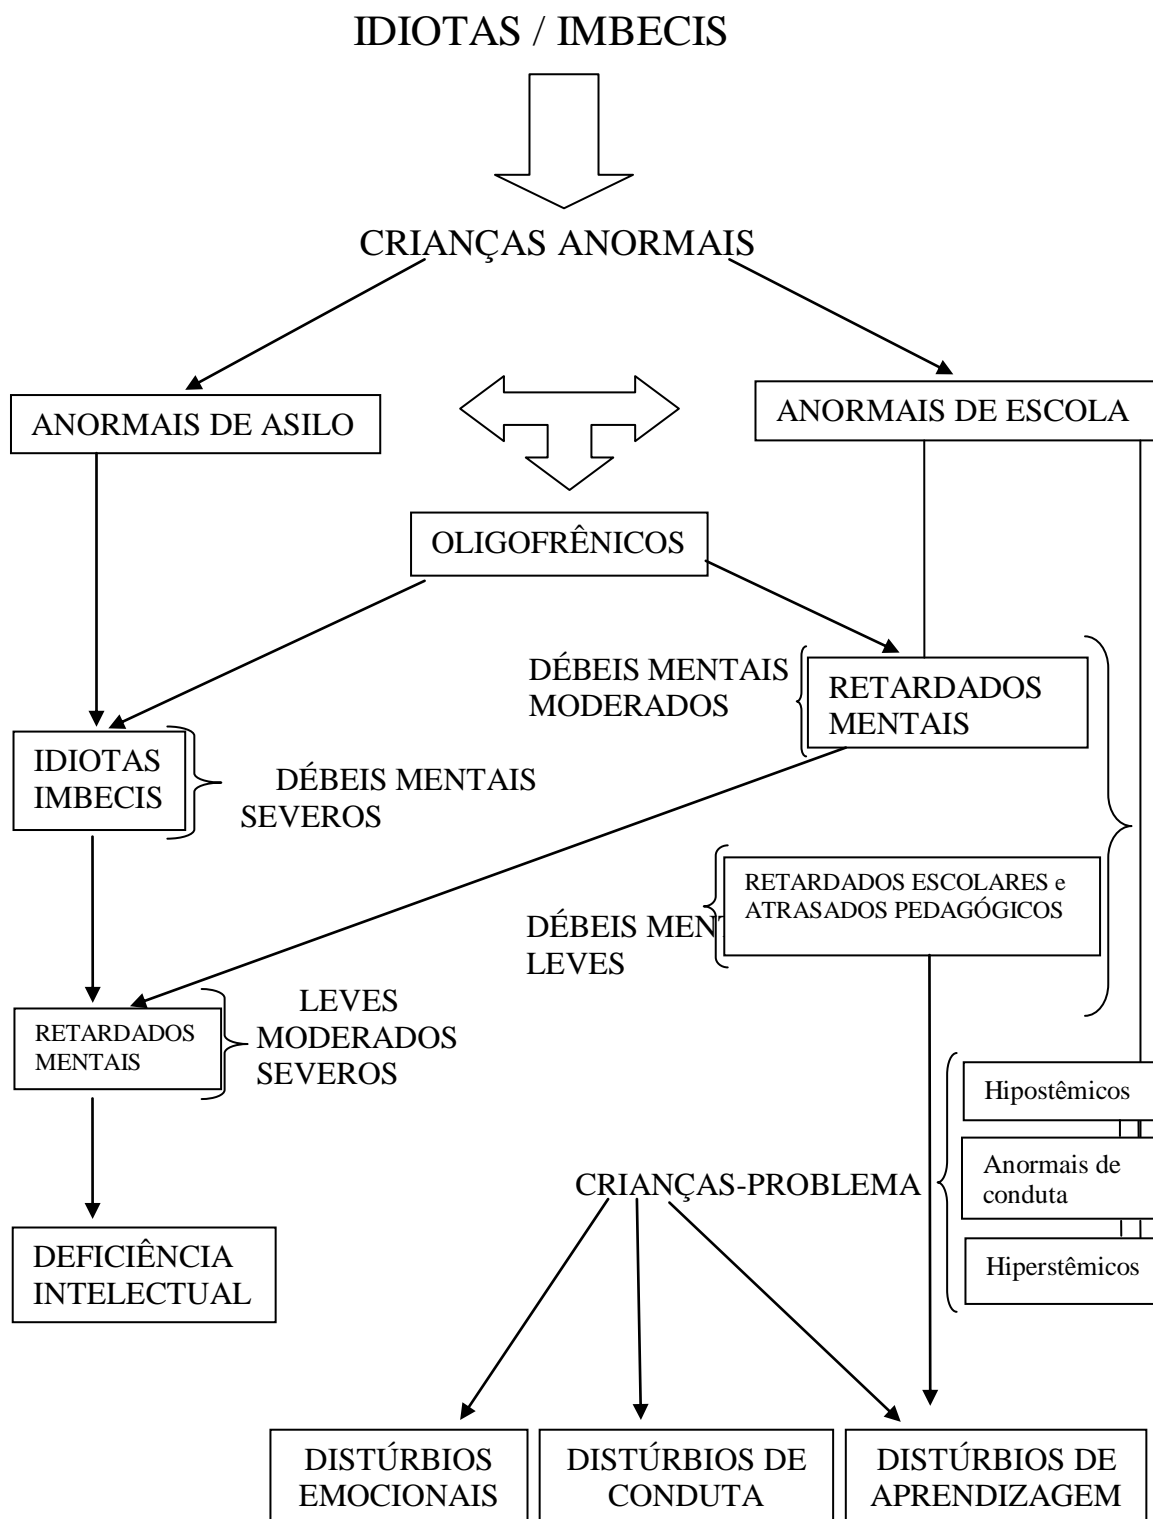 IDIOTAS / IMBECIS
CRIANÇAS ANORMAIS
ANORMAIS DE ASILO
ANORMAIS DE ESCOLA
OLIGOFRÊNICOS
DÉBEIS MENTAIS
MODERADOS
RETARDADOS
MENTAIS
IDIOTAS
IMBECIS
DÉBEIS MENTAIS
SEVEROS
RETARDADOS ESCOLARES e
ATRASADOS PEDAGÓGICOS
DÉBEIS MENT
LEVES
RETARDADOS
MENTAIS
LEVES
MODERADOS
SEVEROS
Hipostêmicos
Anormais de
conduta
Hiperstêmicos
CRIANÇAS-PROBLEMA
DEFICIÊNCIA
INTELECTUAL
DISTÚRBIOS
EMOCIONAIS
DISTÚRBIOS DE
CONDUTA
DISTÚRBIOS DE
APRENDIZAGEM